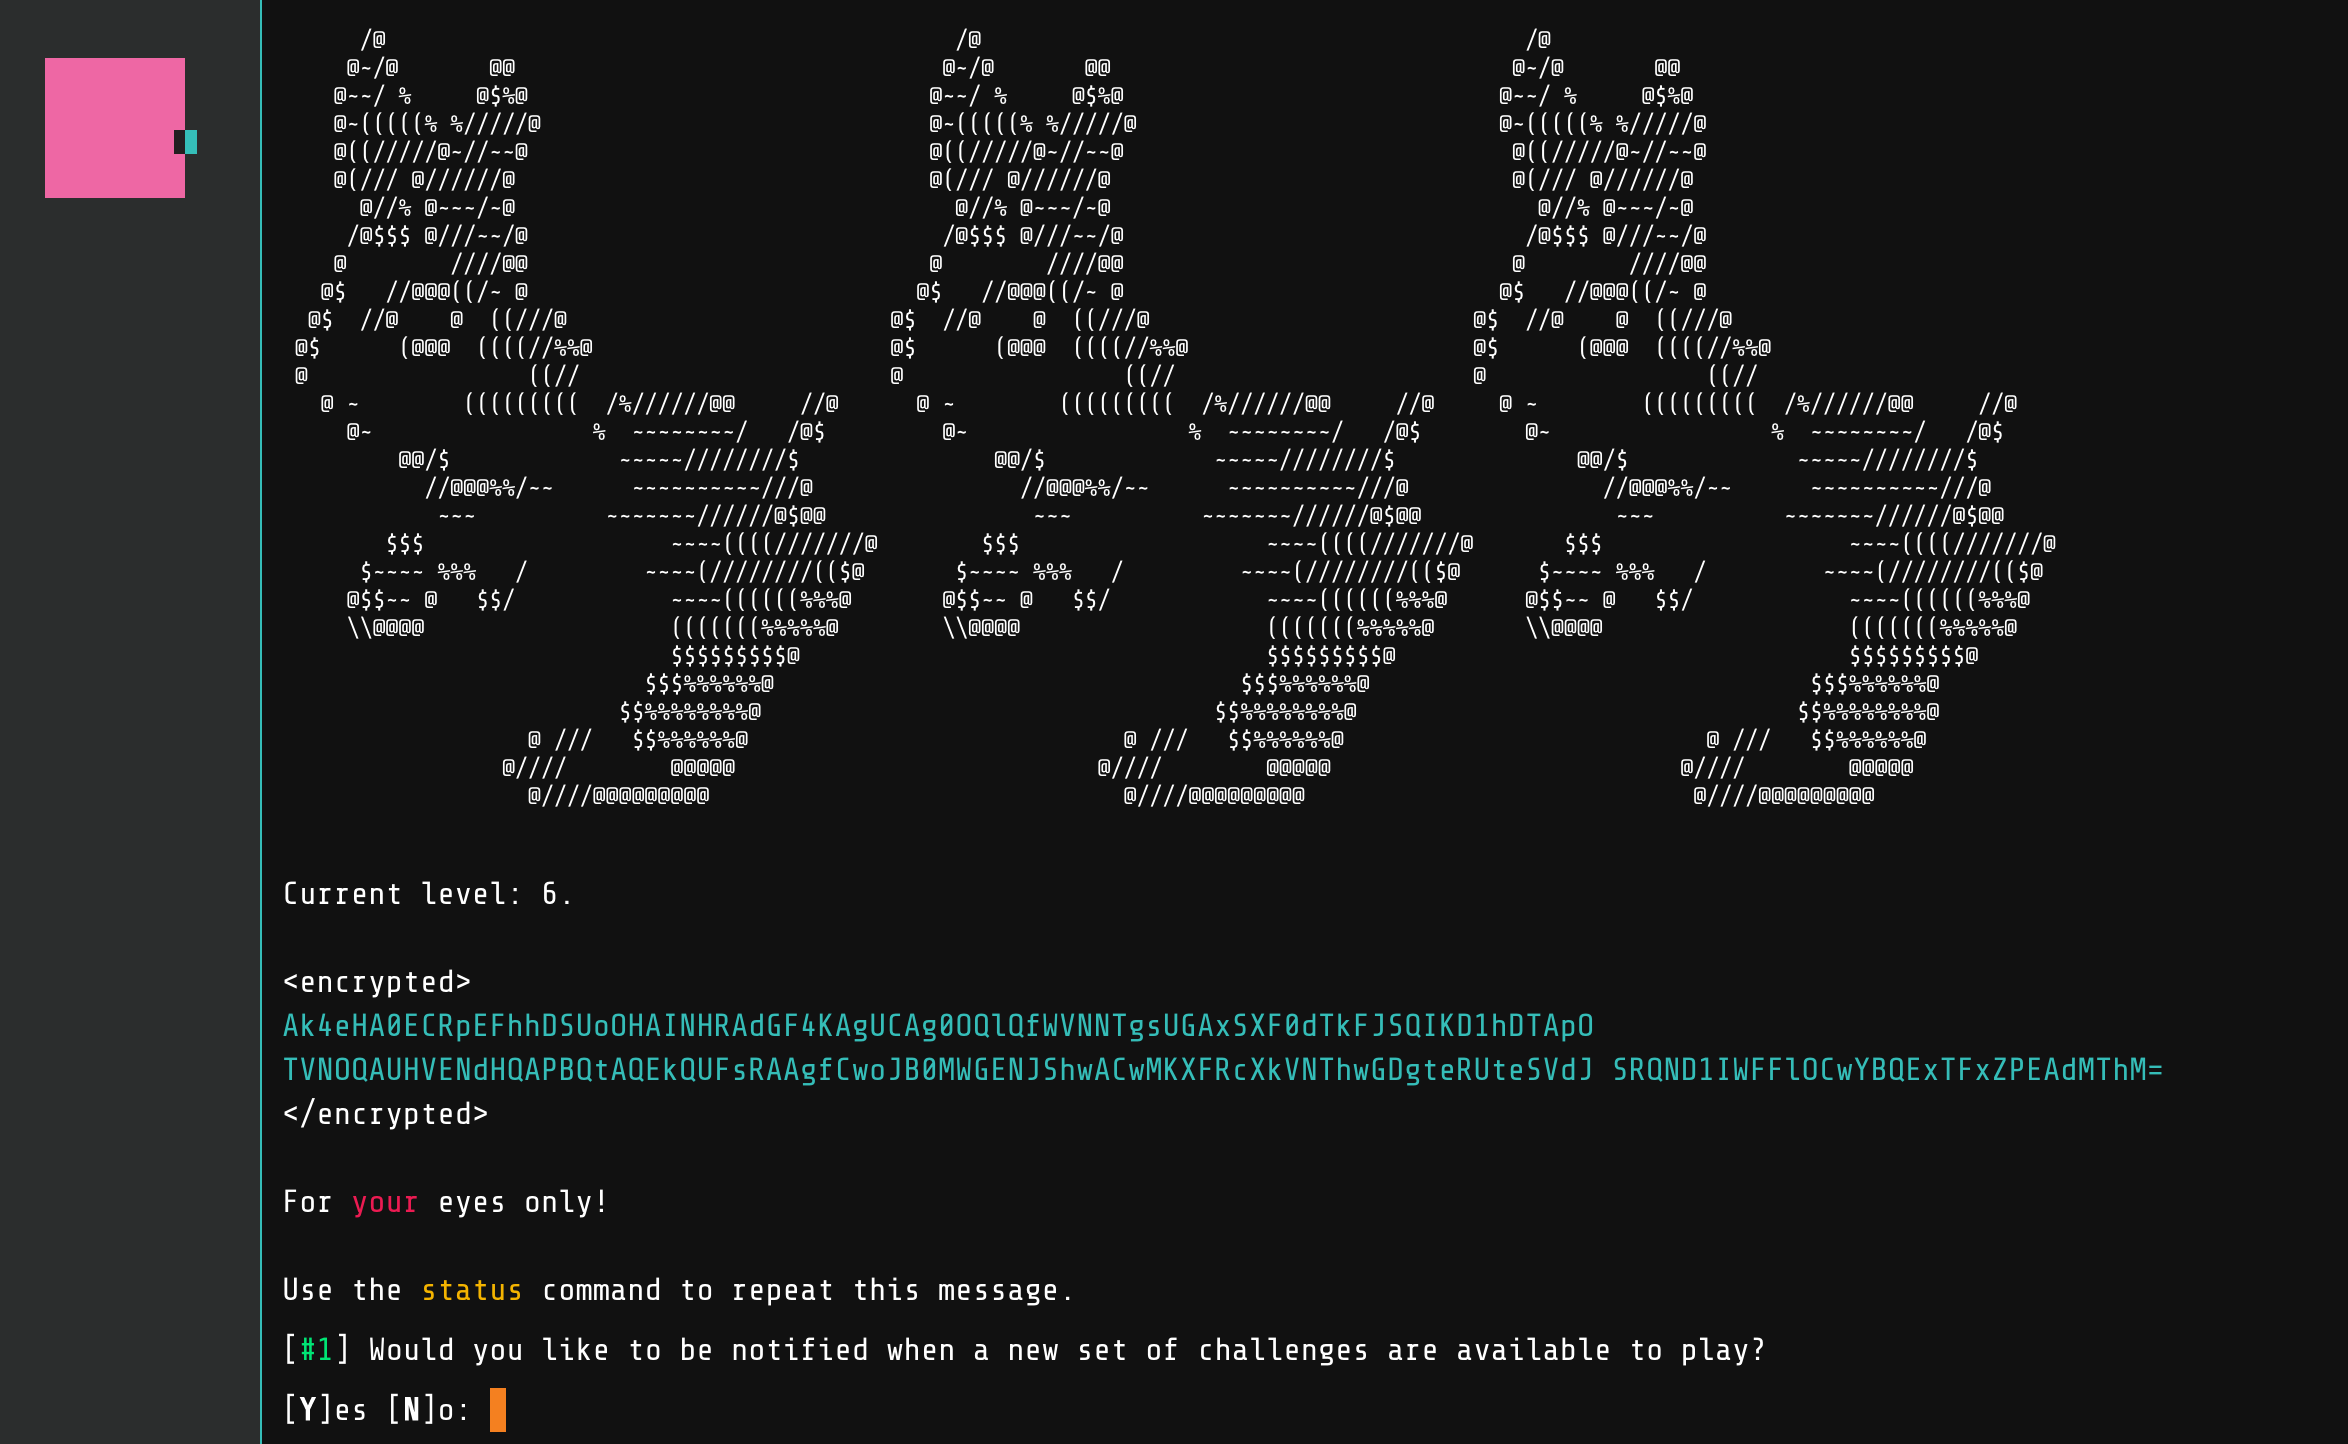 Current level: 6.
<encrypted>
Ak4eHA0ECRpEFhhDSUoOHAINHRAdGF4KAgUCAg0OQlQfWVNNTgsUGAxSXF0dTkFJSQIKD1hDTApO
TVNOQAUHVENdHQAPBQtAQEkQUFsRAAgfCwoJB0MWGENJShwACwMKXFRcXkVNThwGDgteRUteSVdJ SRQND1IWFFlOCwYBQExTFxZPEAdMThM=
</encrypted>
For your eyes only!
Use the status command to repeat this message.
[#1] Would you like to be notified when a new set of challenges are available to play?
[Y]es [N]o: